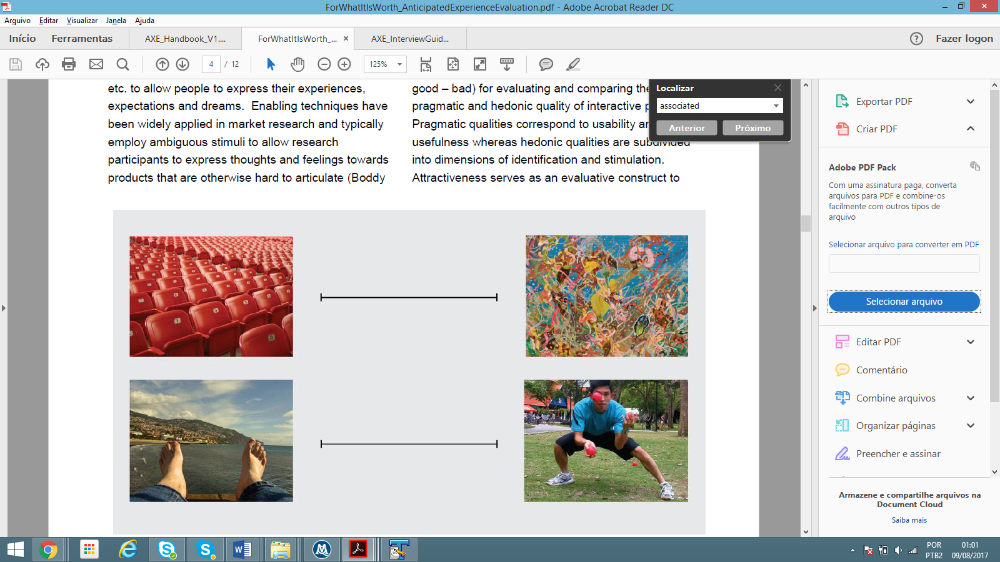 ForWhatItIsWorth_AnticipatedExperienceEvaluation.pdf - Adobe Acrobat Reader DC
Arquivo Editar Visualizar Janela Ajuda
Início Ferramentas AXE_Handbook_V1.... ForWhatItIsWorth_... AXE_InterviewGuid... Fazer logon
4 / 12 125%
etc. to allow people to express their experiences,
expectations and dreams. Enabling techniques have
been widely applied in market research and typically
employ ambiguous stimuli to allow research
participants to express thoughts and feelings towards
products that are otherwise hard to articulate (Boddy
good – bad) for evaluating and comparing the
pragmatic and hedonic quality of interactive p
Pragmatic qualities correspond to usability an
usefulness whereas hedonic qualities are subdivided
into dimensions of identification and stimulation.
Attractiveness serves as an evaluative construct to
Localizar
associated
Anterior Próximo
Exportar PDF
Criar PDF
Adobe PDF Pack
Com uma assinatura paga, converta
arquivos para PDF e combine-os
facilmente com outros tipos de
arquivo
Selecionar arquivo para converter em PDF
Selecionar arquivo
Editar PDF
Comentário
Combine arquivos
Organizar páginas
Preencher e assinar
Armazene e compartilhe arquivos na
Document Cloud
Saiba mais
POR 01:01
PTB2 09/08/2017